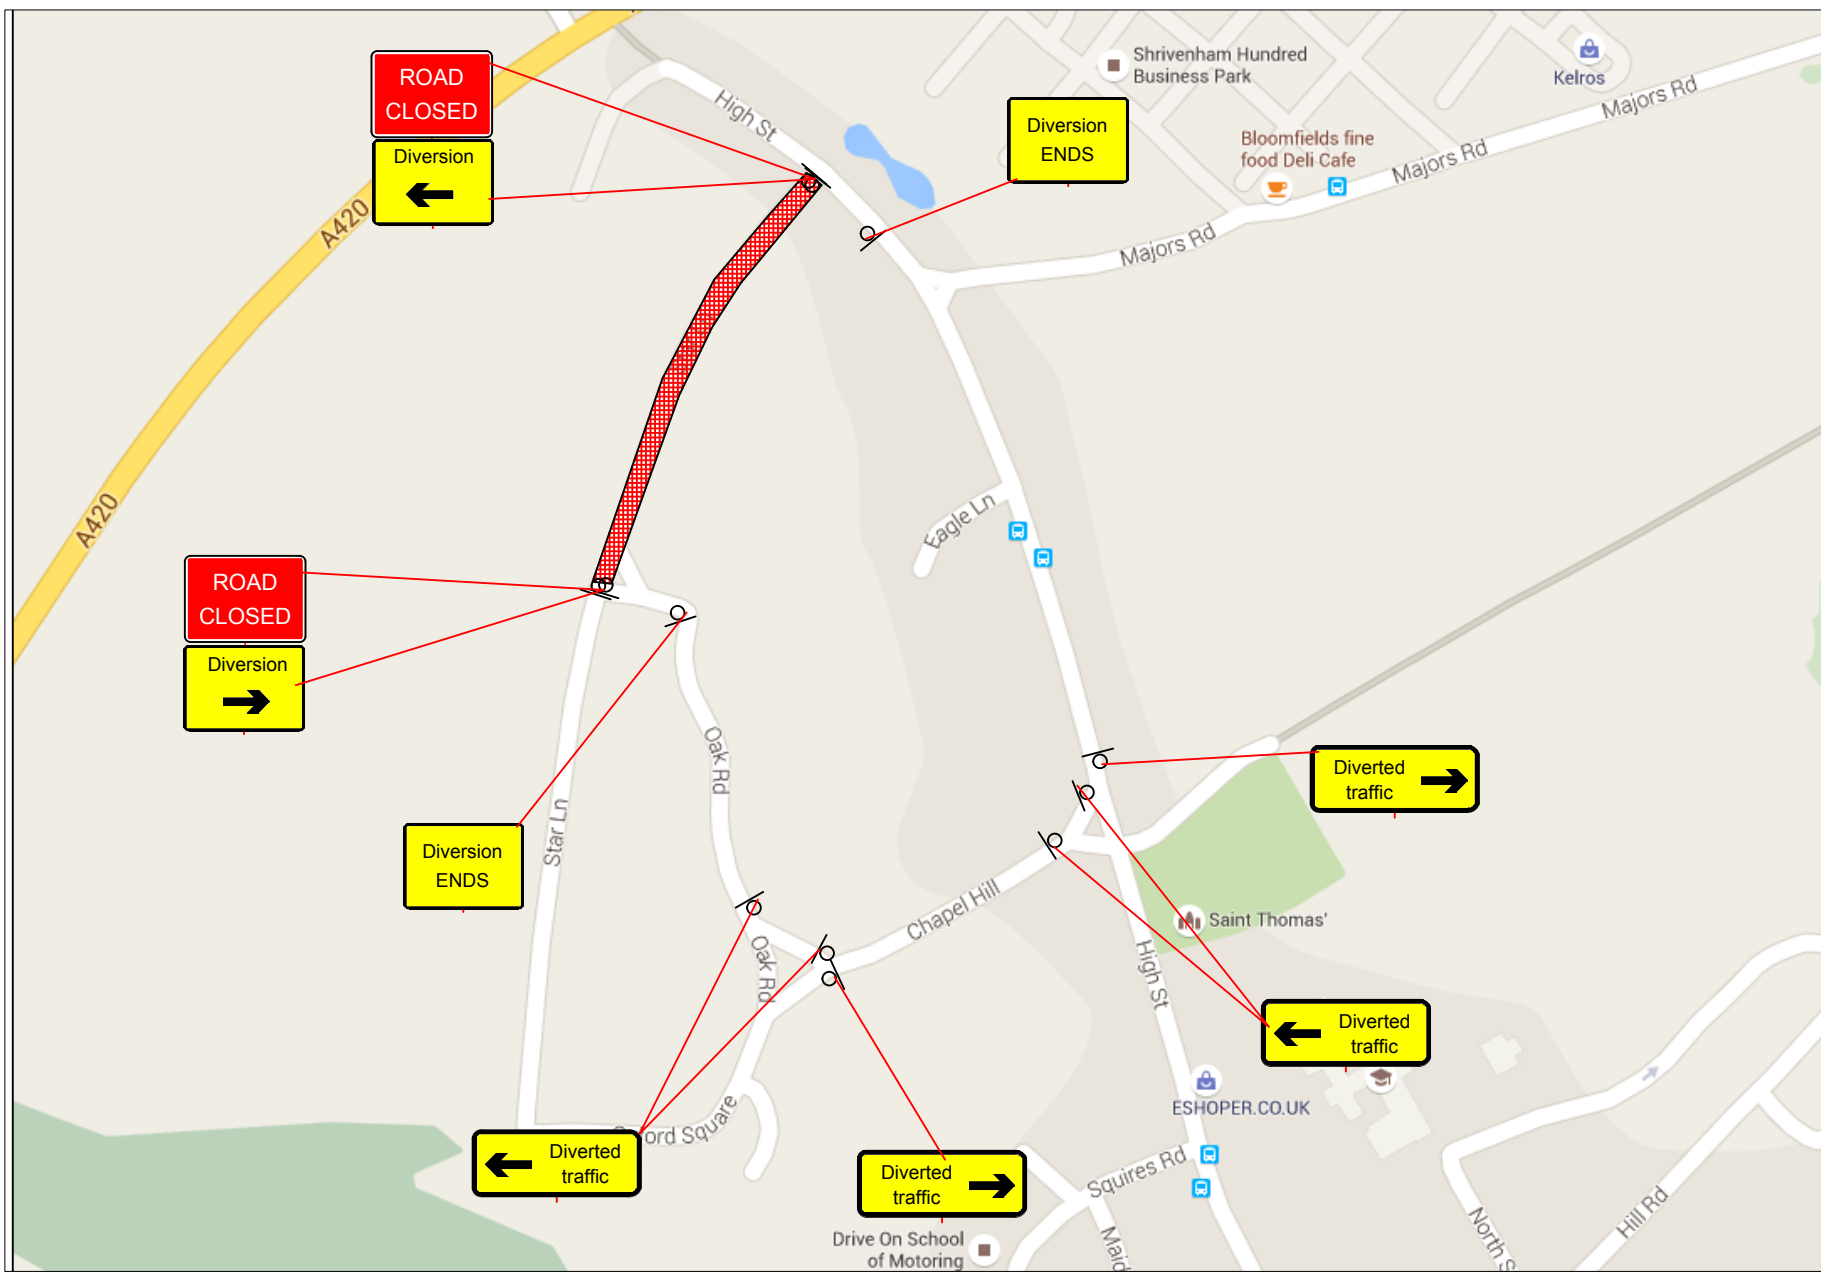 ROAD
CLOSED
Diversion
A420
High St
Shrivenham Hundred
Business Park
Kelros
Majors Rd
Diversion
ENDS
Bloomfields fine
food Deli Cafe
Majors Rd
Majors Rd
A420
Eagle Ln
ROAD
CLOSED
Diversion
Oak Rd
Star Ln
Diverted
traffic
Diversion
ENDS
Chapel Hill
Saint Thomas'
Oak Rd
High St
Diverted
traffic
ESHOPER.CO.UK
ord Square
Diverted
traffic
Diverted
traffic
Squires Rd
Drive On School
of Motoring
Maid
North S
Hill Rd